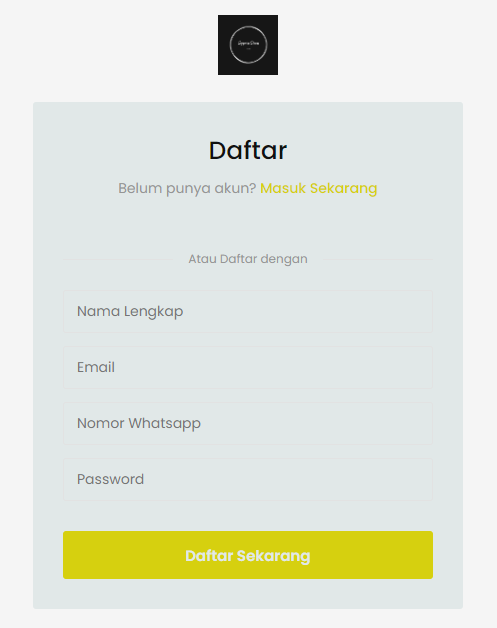 Daftar
Belum punya akun? Masuk Sekarang
Atau Daftar dengan
Nama Lengkap
Email
Nomor Whatsapp
Password
Daftar Sekarang